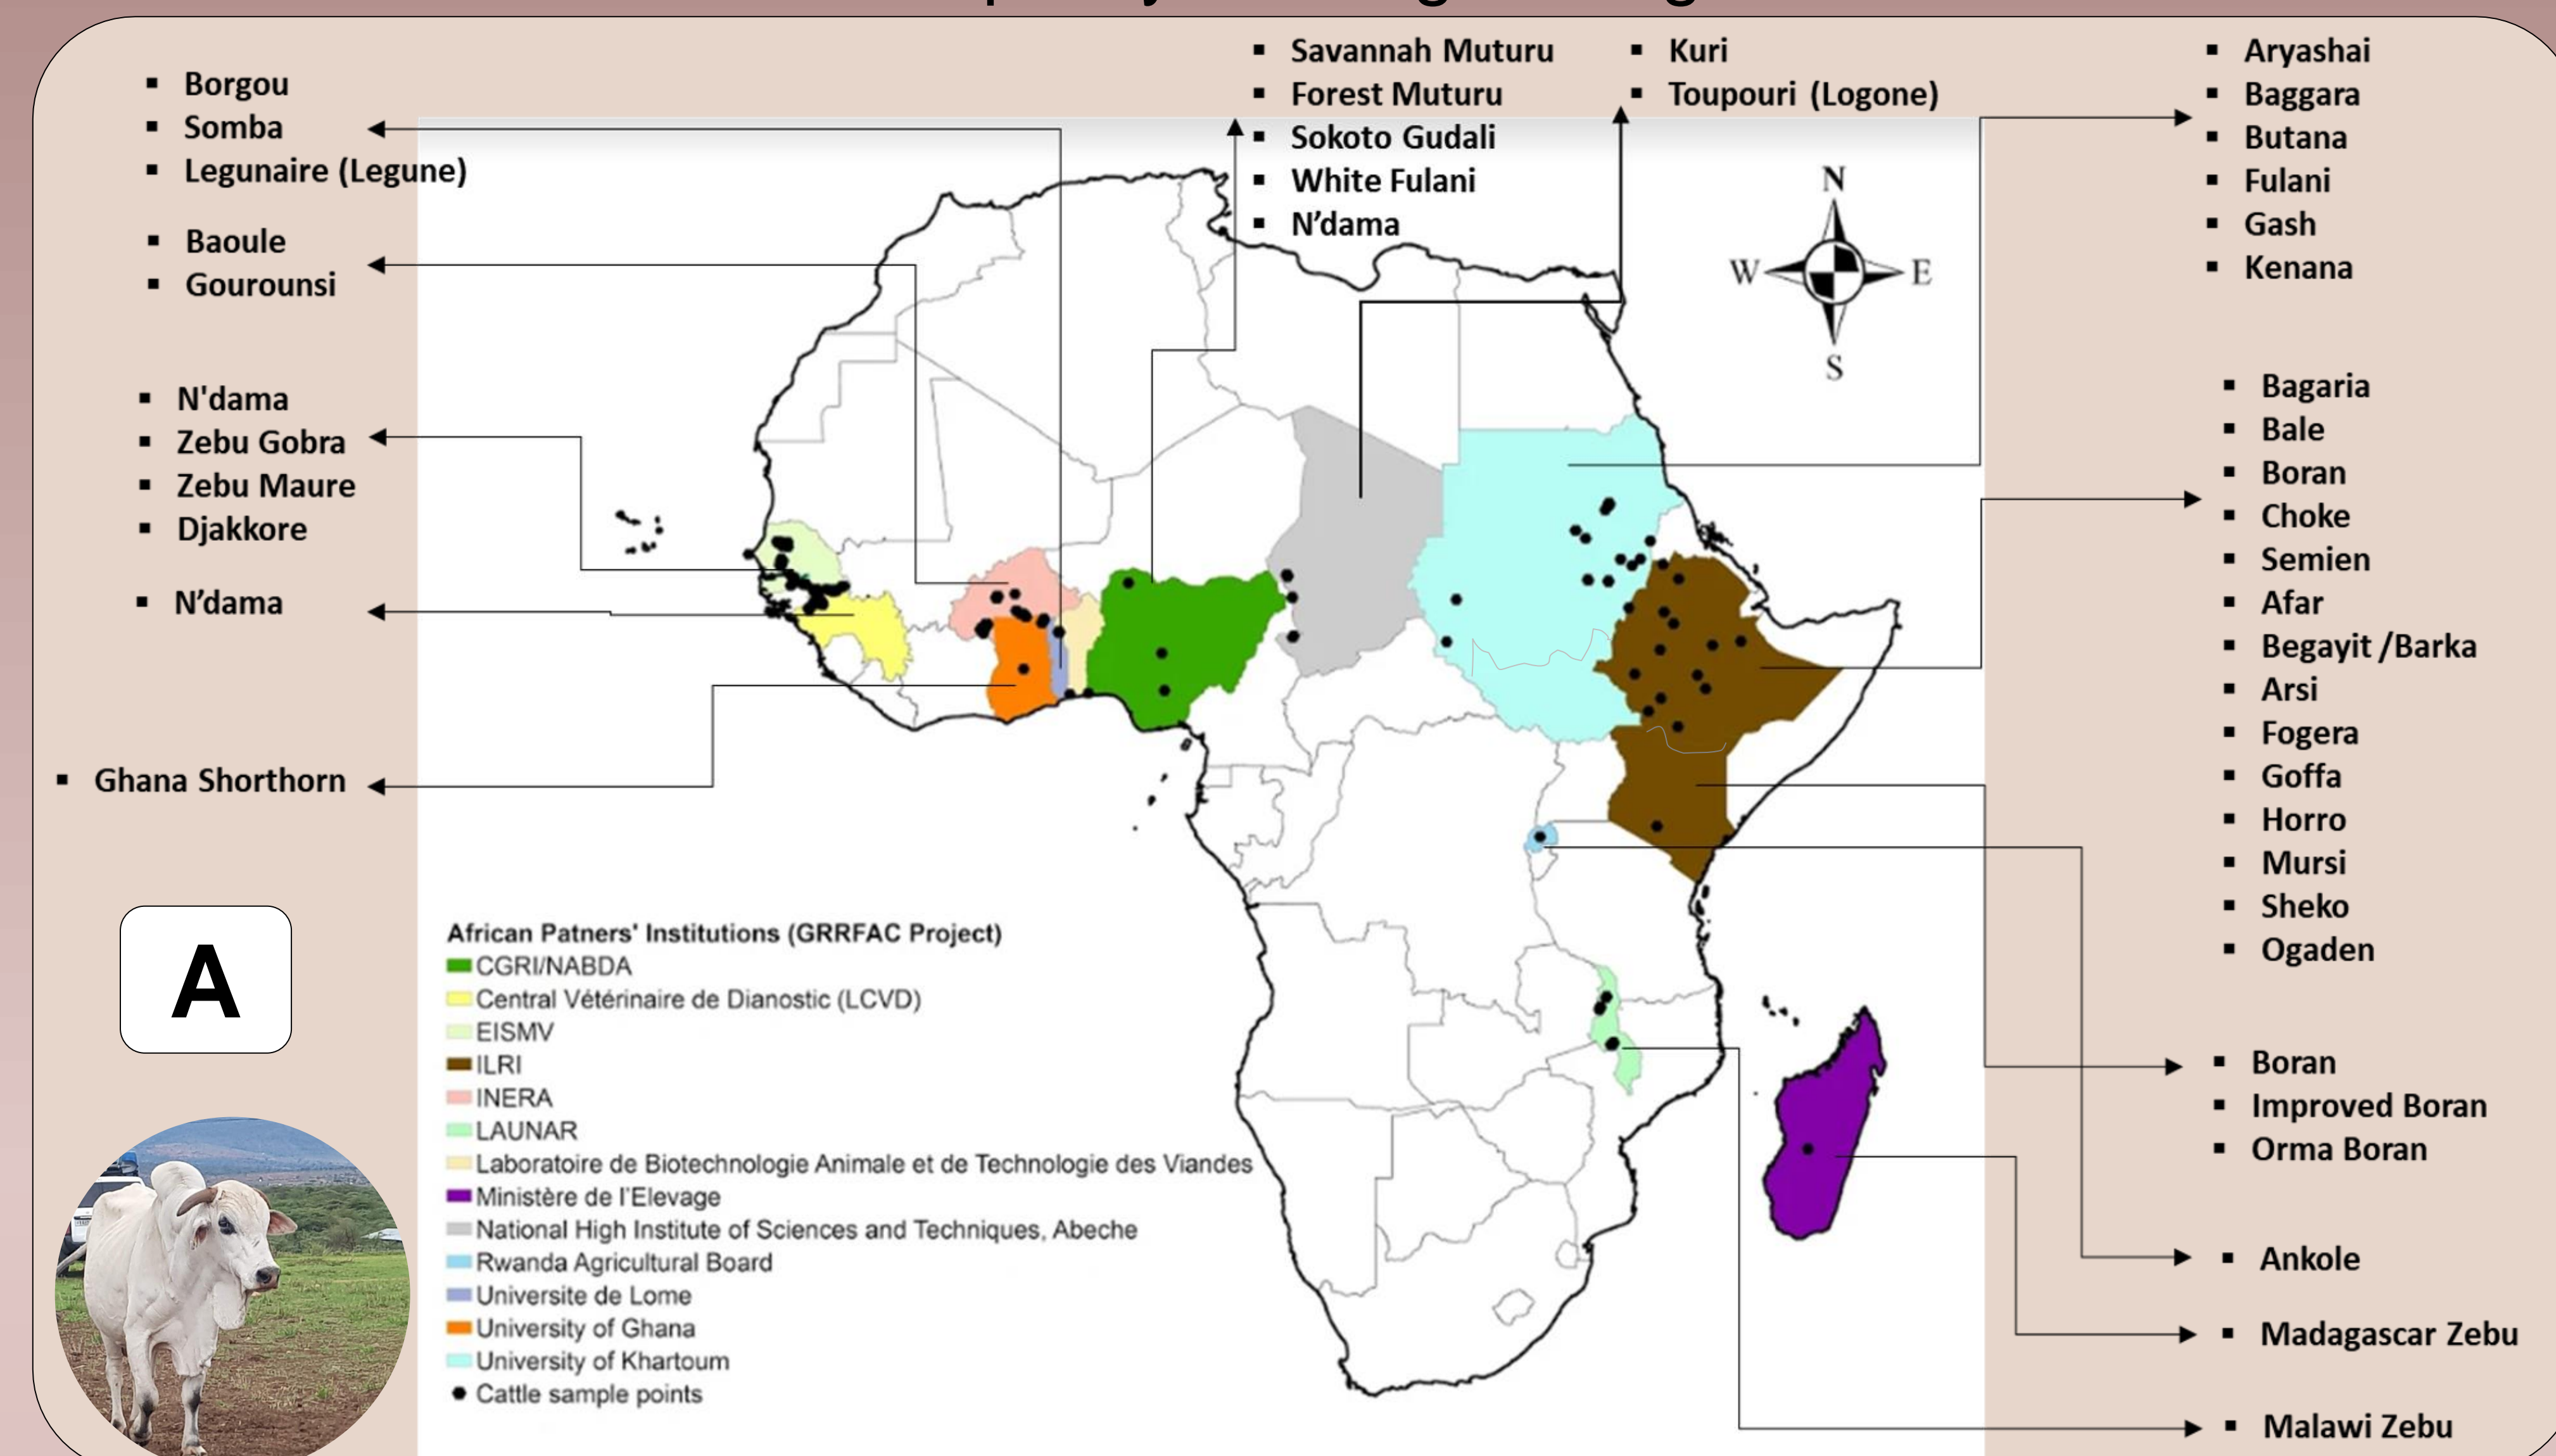 Borgou
Somba
Legunaire (Legune)
Baoule
Gourounsi
N'dama
Zebu Gobra
Zebu Maure
Djakkore
N’dama
Ghana Shorthorn
A
Savannah Muturu
Forest Muturu
Sokoto Gudali
White Fulani
N’dama
Kuri
Toupouri (Logone)
N
W
E
S
Aryashai
Baggara
Butana
Fulani
Gash
Kenana
Bagaria
Bale
Boran
Choke
Semien
Afar
Begayit /Barka
Arsi
Fogera
Goffa
Horro
Mursi
Sheko
Ogaden
Boran
Improved Boran
Orma Boran
Ankole
Madagascar Zebu
Malawi Zebu
African Patners' Institutions (GRRFAC Project)
CGRI/NABDA
Central Vétérinaire de Dianostic (LCVD)
EISMV
ILRI
INERA
LAUNAR
Laboratoire de Biotechnologie Animale et de Technologie des Viandes
Ministère de l'Elevage
National High Institute of Sciences and Techniques, Abeche
Rwanda Agricultural Board
Universite de Lome
University of Ghana
University of Khartoum
Cattle sample points